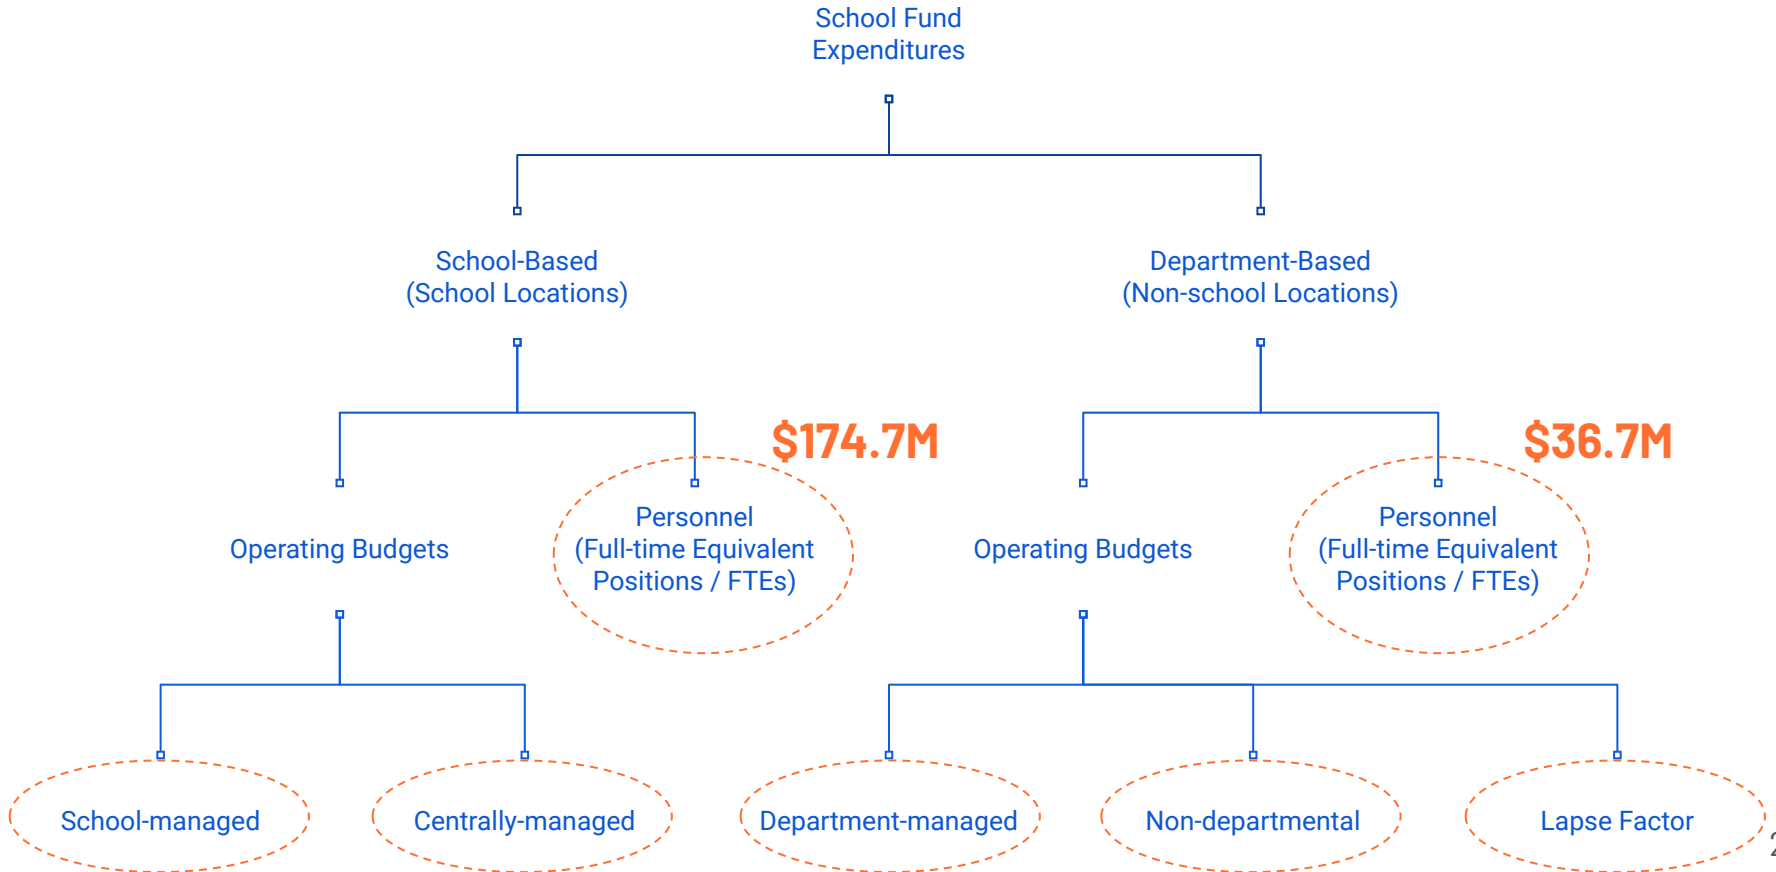 School Fund
Expenditures
School-Based
(School Locations)
Department-Based
(Non-school Locations)
$174.7M
$36.7M
Operating Budgets
Personnel
(Full-time Equivalent
Positions / FTEs)
Operating Budgets
Personnel
(Full-time Equivalent
Positions / FTEs)
School-managed
Centrally-managed
Department-managed
Non-departmental
Lapse Factor